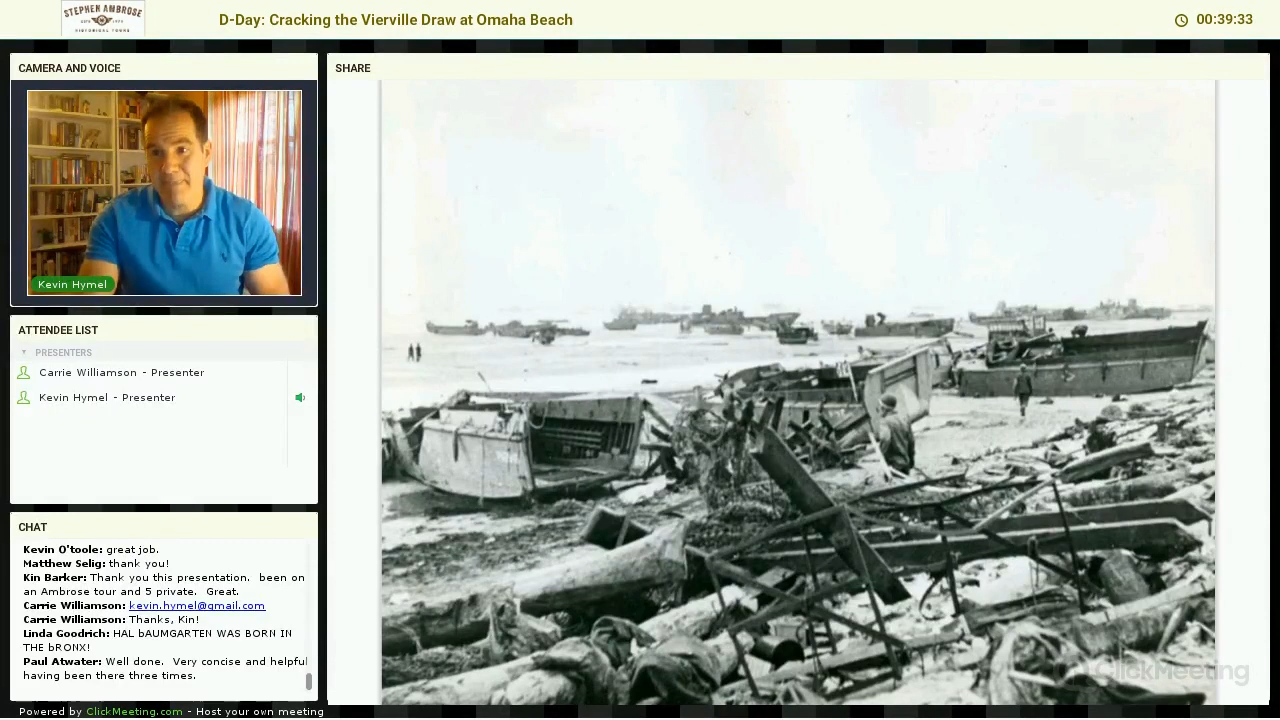 STEPHEN AMBROSE
HISTORICAL TOURS
D-Day: Cracking the Vierville Draw at Omaha Beach
00:39:33
CAMERA AND VOICE
Kevin Hymel
SHARE
ATTENDEE LIST
PRESENTERS
Carrie Williamson - Presenter
Kevin Hymel - Presenter
CHAT
Kevin O'toole: great job.
Matthew Selig: thank you!
Kin Barker: Thank you this presentation. been on
an Ambrose tour and 5 private. Great.
Carrie Williamson: kevin.hymel@gmail.com
Carrie Williamson: Thanks, Kin!
Linda Goodrich: HAL bAUMGARTEN WAS BORN IN
THE bRONX!
Paul Atwater: Well done. Very concise and helpful
having been there three times.
ClickMeeting
Powered by ClickMeeting.com - Host your own meeting